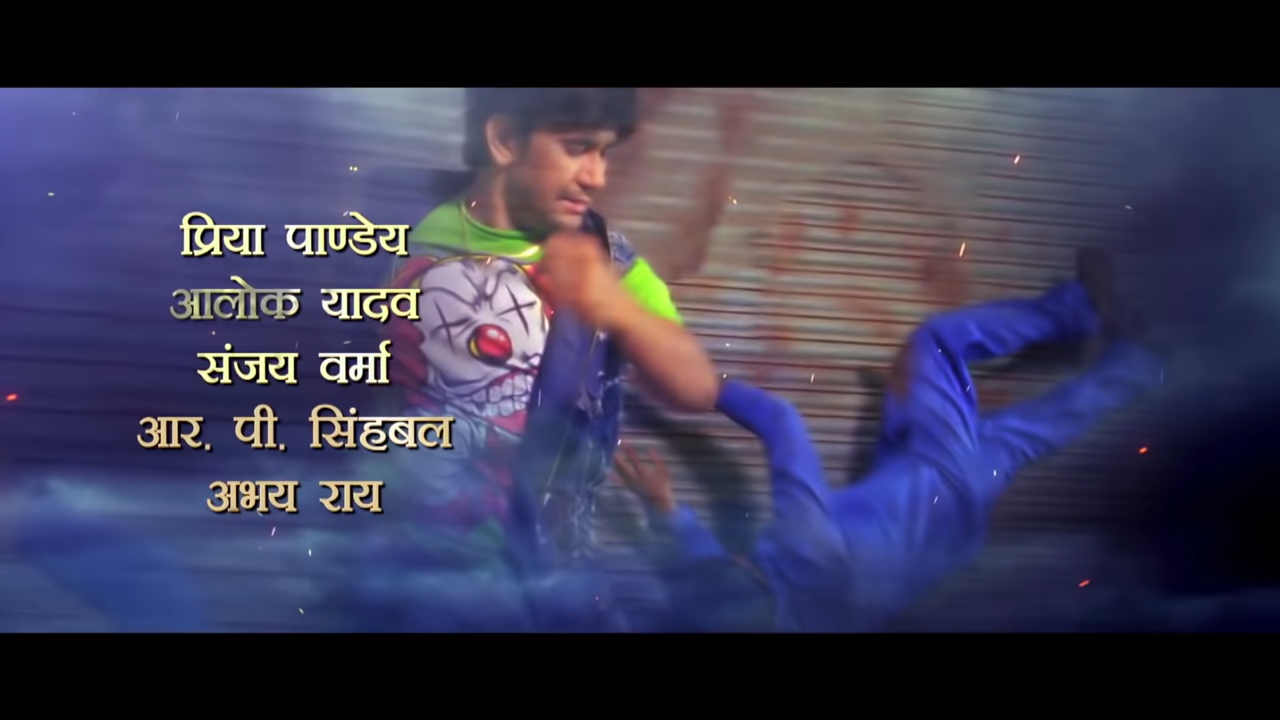 प्रिया पाण्डेय
आलोक यादव
संजय वर्मा
आर. पी. सिंहबल
अभय राय